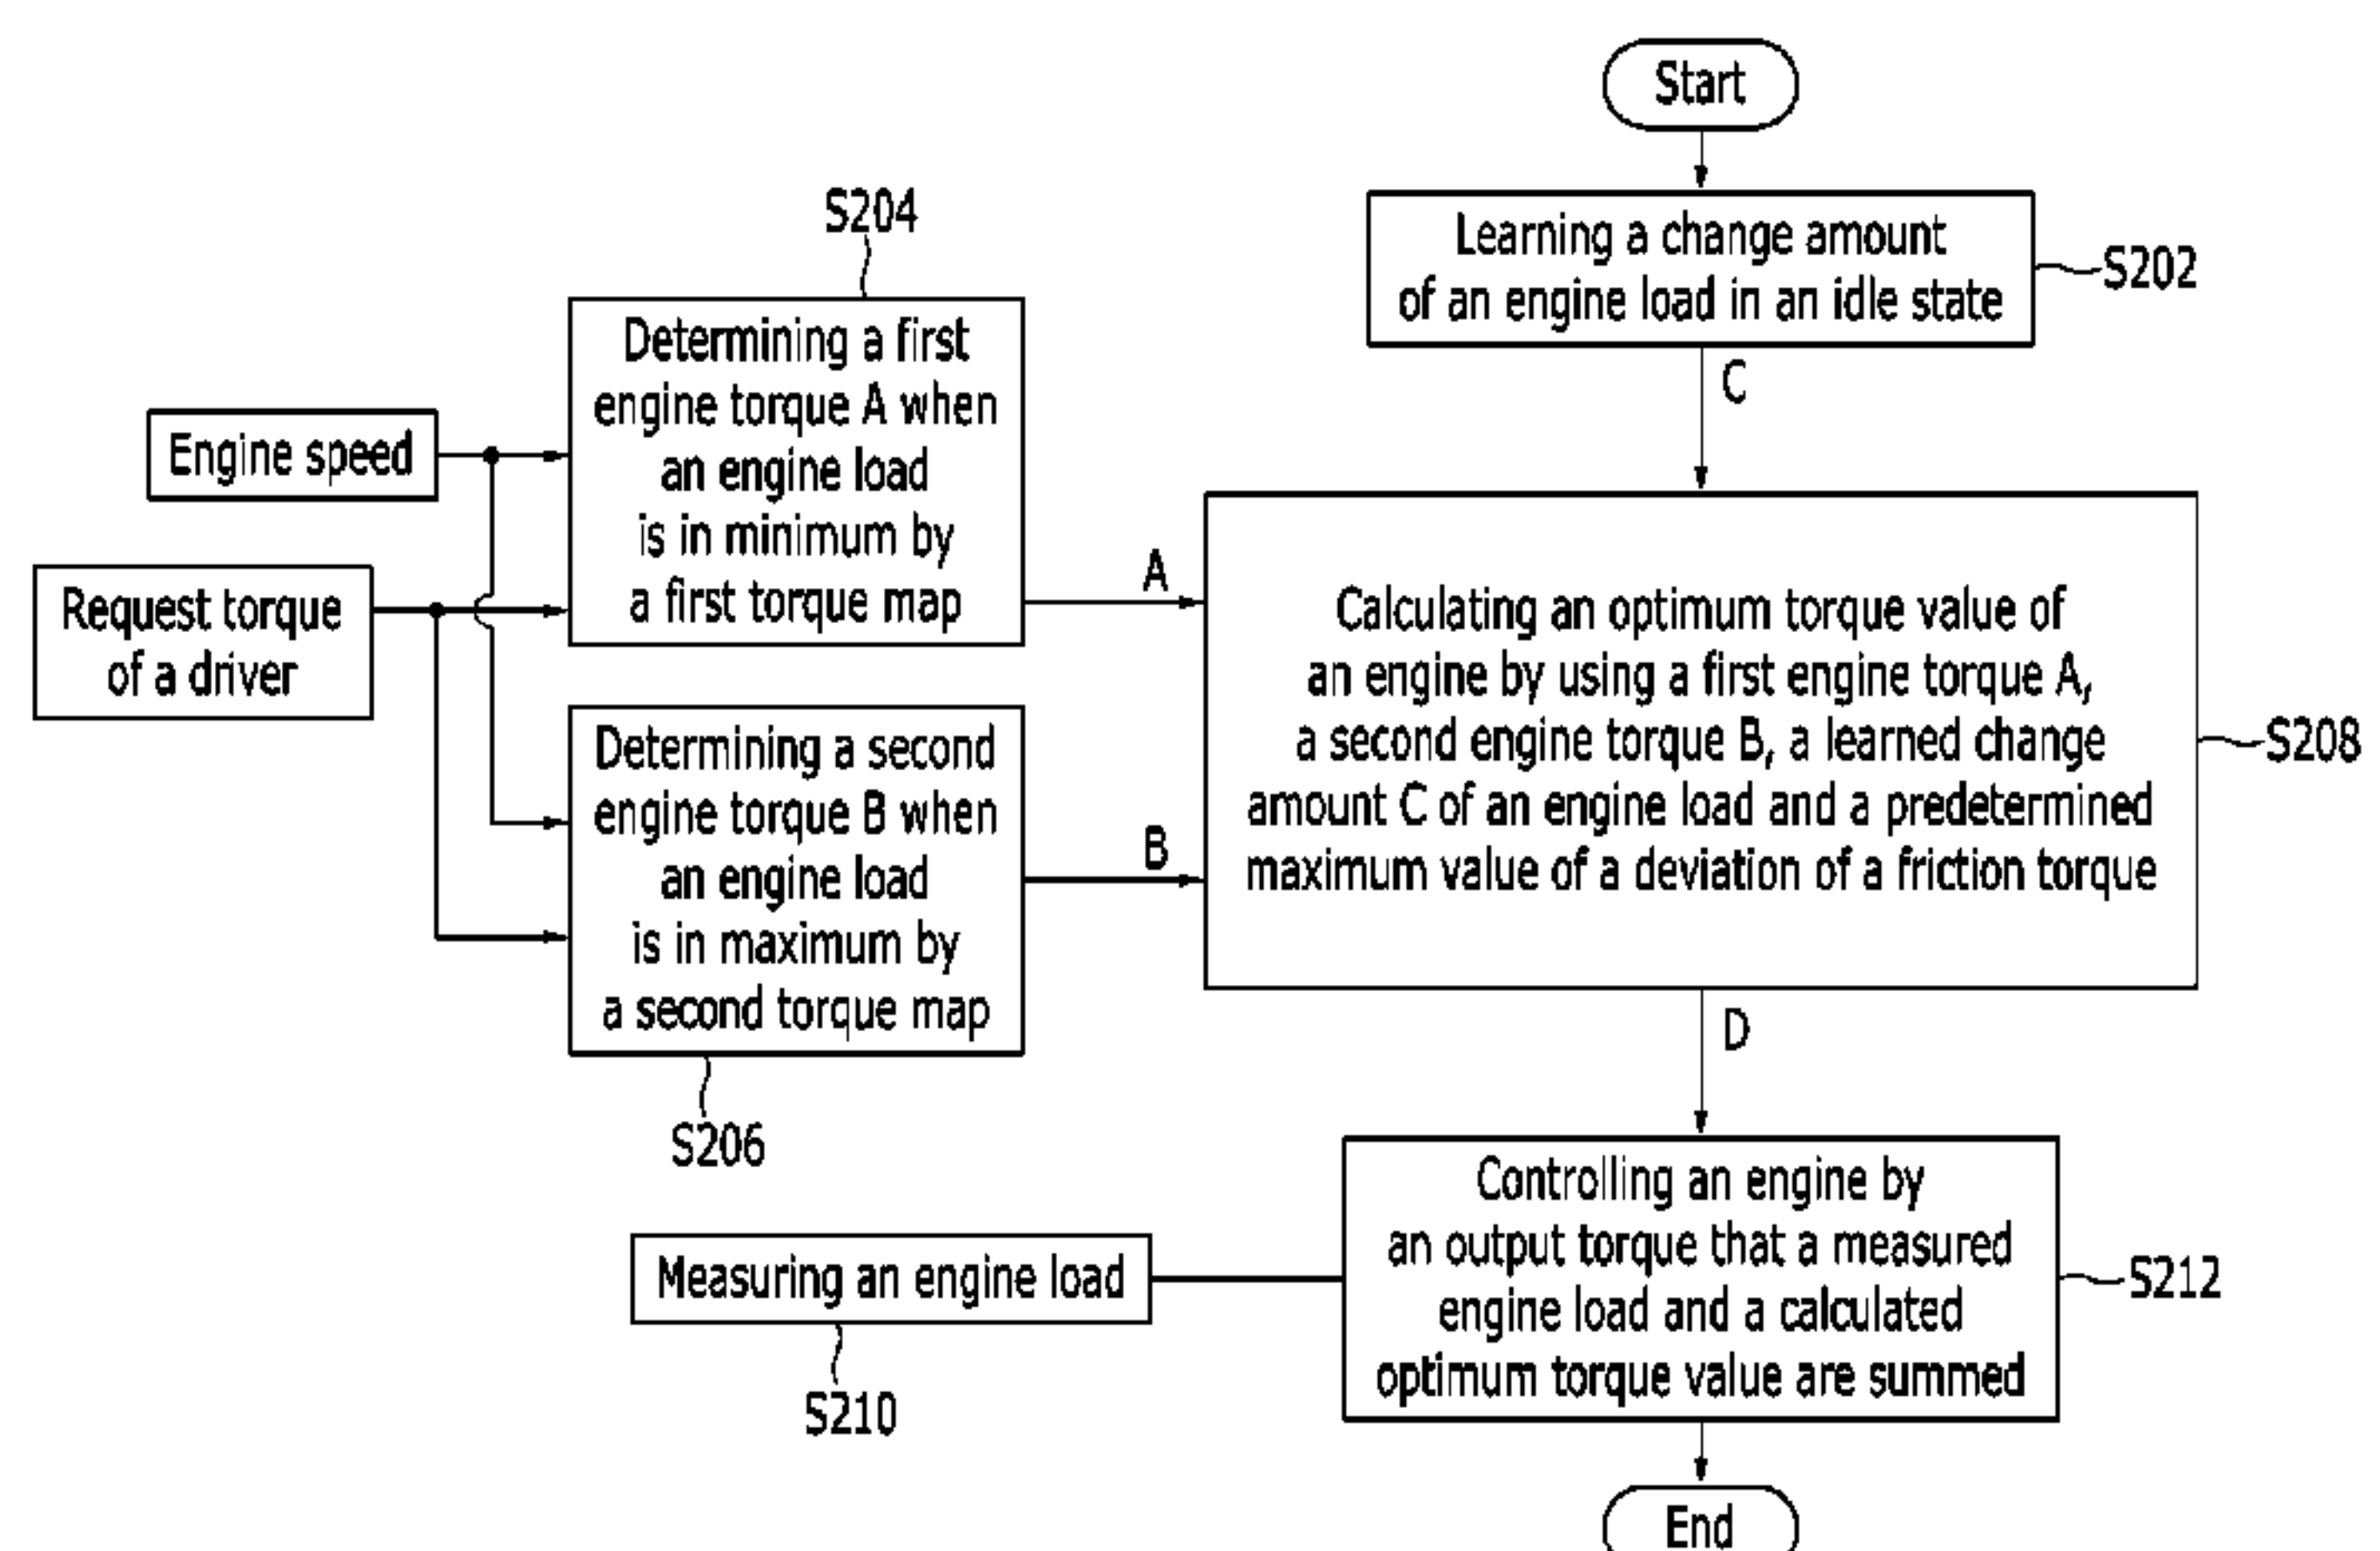 Start
Learning a change amount
of an engine load in an idle state
S202
C
S204
Determining a first
engine torque A when
an engine load
is in minimum by
a first torque map
Engine speed
Request torque
of a driver
A
Determining a second
engine torque B when
an engine load
is in maximum by
a second torque map
S206
B
Calculating an optimum torque value of
an engine by using a first engine torque A,
a second engine torque B, a learned change
amount C of an engine load and a predetermined
maximum value of a deviation of a friction torque
S208
D
Measuring an engine load
S210
Controlling an engine by
an output torque that a measured
engine load and a calculated
optimum torque value are summed
S212
End